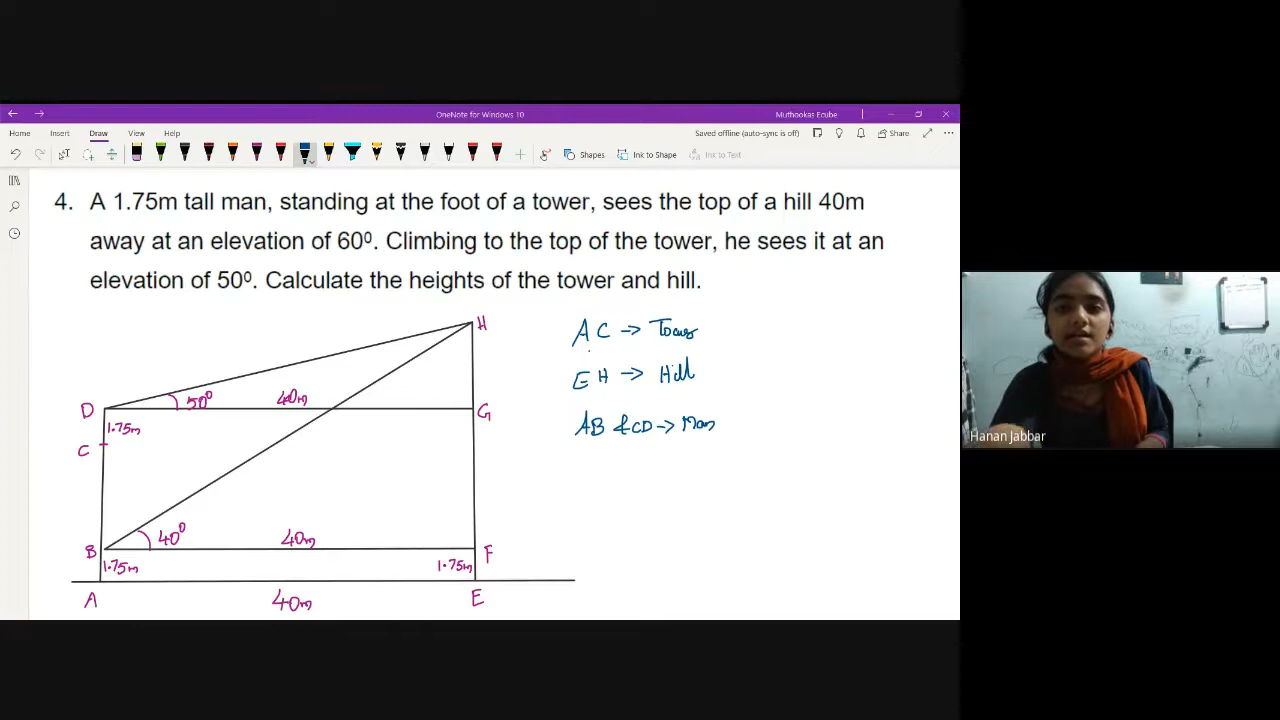 OneNote for Windows 10
Muthookas Ecube
Home Insert Draw View Help
Saved offline (auto-sync is off)
Share
Shapes
Ink to Shape
Ink to Text
4. A 1.75m tall man, standing at the foot of a tower, sees the top of a hill 40m
away at an elevation of 60⁰. Climbing to the top of the tower, he sees it at an
elevation of 50⁰. Calculate the heights of the tower and hill.
H
AC → Tower
EH → Hill
AB & CD → Man
D 50⁰ 40m G
1.75m
C
40⁰
B 40m F
1.75m 1.75m
A 40m E
Hanan Jabbar